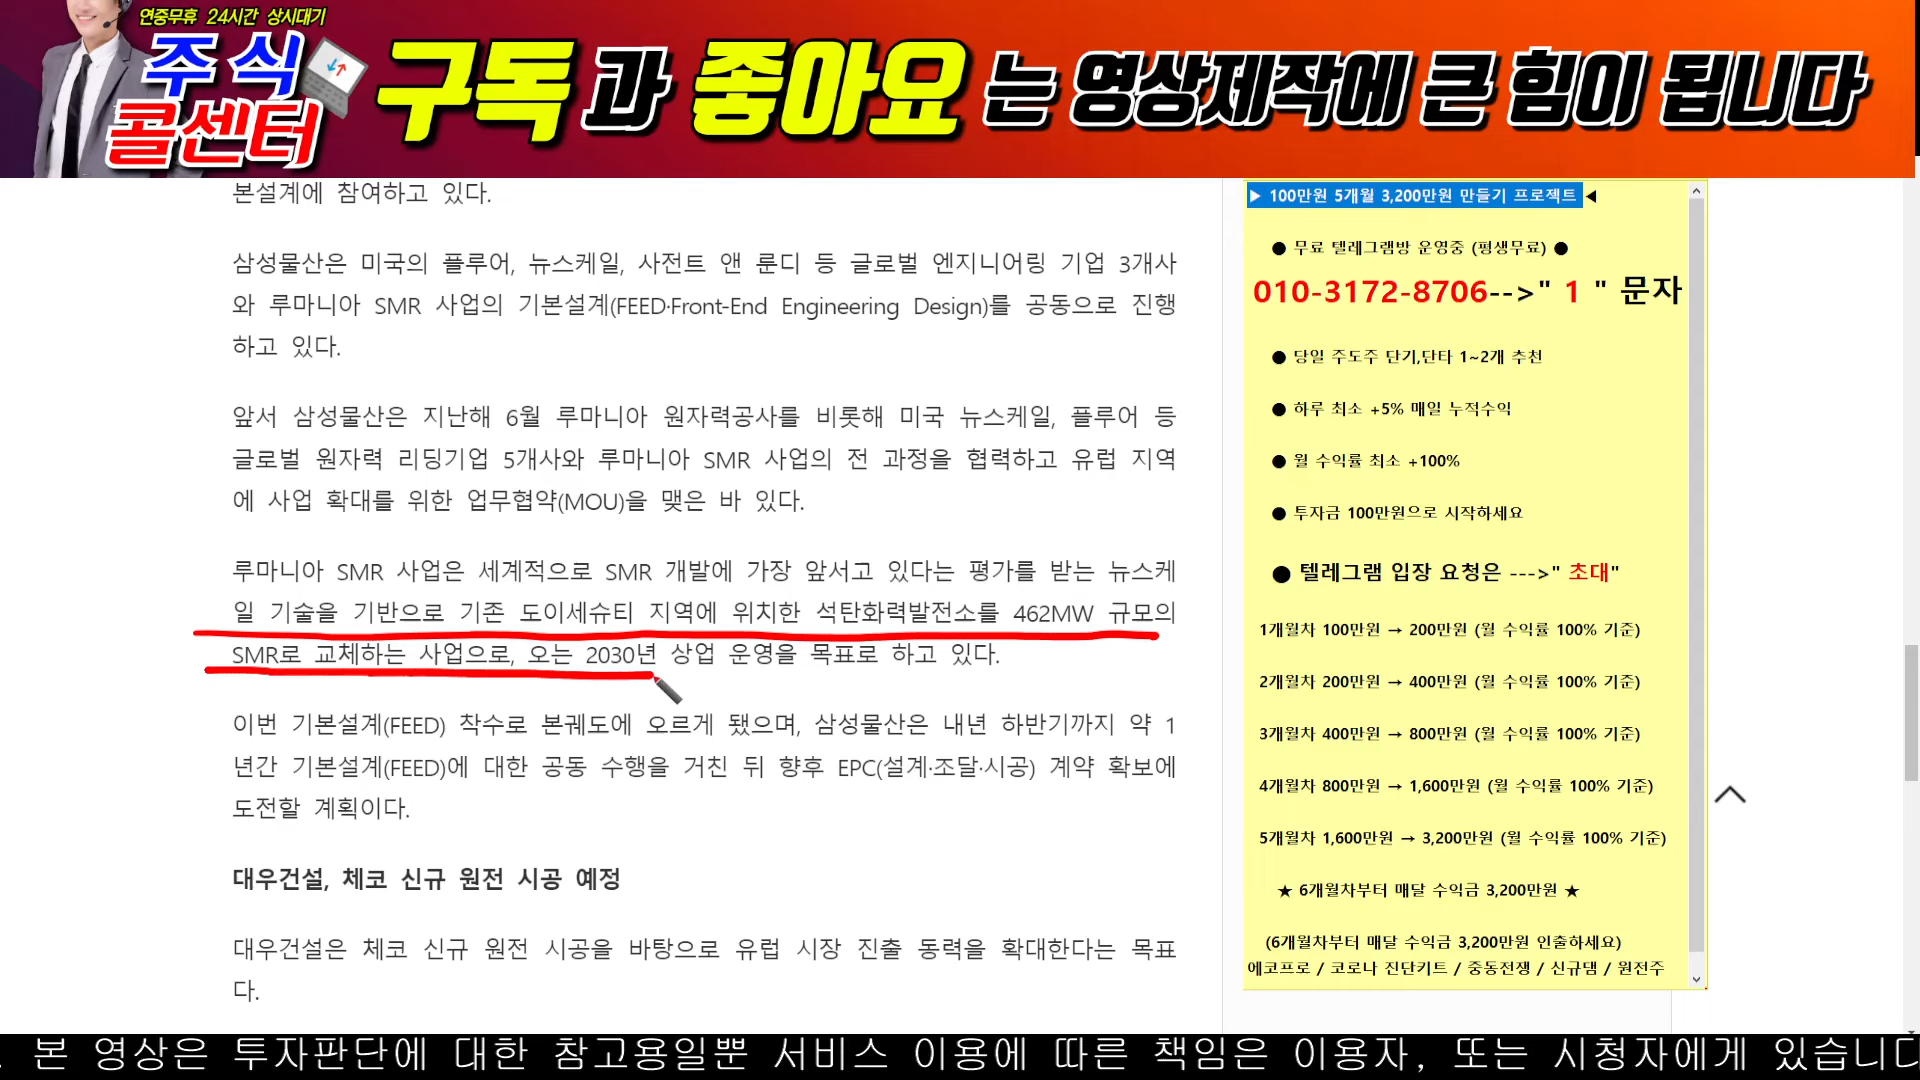 연중무휴 24시간 상시대기
주식
콜센터
구독과 좋아요는 영상제작에 큰 힘이 됩니다
본설계에 참여하고 있다.
삼성물산은 미국의 플루어, 뉴스케일, 사전트 앤 룬디 등 글로벌 엔지니어링 기업 3개사
와 루마니아 SMR 사업의 기본설계(FEED·Front-End Engineering Design)를 공동으로 진행
하고 있다.
앞서 삼성물산은 지난해 6월 루마니아 원자력공사를 비롯해 미국 뉴스케일, 플루어 등
글로벌 원자력 리딩기업 5개사와 루마니아 SMR 사업의 전 과정을 협력하고 유럽 지역
에 사업 확대를 위한 업무협약(MOU)을 맺은 바 있다.
루마니아 SMR 사업은 세계적으로 SMR 개발에 가장 앞서고 있다는 평가를 받는 뉴스케
일 기술을 기반으로 기존 도이세슈티 지역에 위치한 석탄화력발전소를 462MW 규모의
SMR로 교체하는 사업으로, 오는 2030년 상업 운영을 목표로 하고 있다.
이번 기본설계(FEED) 착수로 본궤도에 오르게 됐으며, 삼성물산은 내년 하반기까지 약 1
년간 기본설계(FEED)에 대한 공동 수행을 거친 뒤 향후 EPC(설계·조달·시공) 계약 확보에
도전할 계획이다.
대우건설, 체코 신규 원전 시공 예정
대우건설은 체코 신규 원전 시공을 바탕으로 유럽 시장 진출 동력을 확대한다는 목표
다.
▶ 100만원 5개월 3,200만원 만들기 프로젝트 ◀
● 무료 텔레그램방 운영중 (평생무료) ●
010-3172-8706-->" 1 " 문자
● 당일 주도주 단기,단타 1~2개 추천
● 하루 최소 +5% 매일 누적수익
● 월 수익률 최소 +100%
● 투자금 100만원으로 시작하세요
● 텔레그램 입장 요청은 --->" 초대"
1개월차 100만원 → 200만원 (월 수익률 100% 기준)
2개월차 200만원 → 400만원 (월 수익률 100% 기준)
3개월차 400만원 → 800만원 (월 수익률 100% 기준)
4개월차 800만원 → 1,600만원 (월 수익률 100% 기준)
5개월차 1,600만원 → 3,200만원 (월 수익률 100% 기준)
★ 6개월차부터 매달 수익금 3,200만원 ★
(6개월차부터 매달 수익금 3,200만원 인출하세요)
에코프로 / 코로나 진단키트 / 중동전쟁 / 신규댐 / 원전주
. 본 영상은 투자판단에 대한 참고용일뿐 서비스 이용에 따른 책임은 이용자, 또는 시청자에게 있습니다